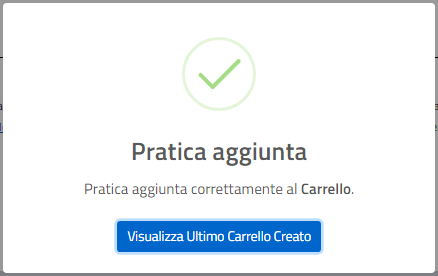 Pratica aggiunta
Pratica aggiunta correttamente al Carrello.
Visualizza Ultimo Carrello Creato